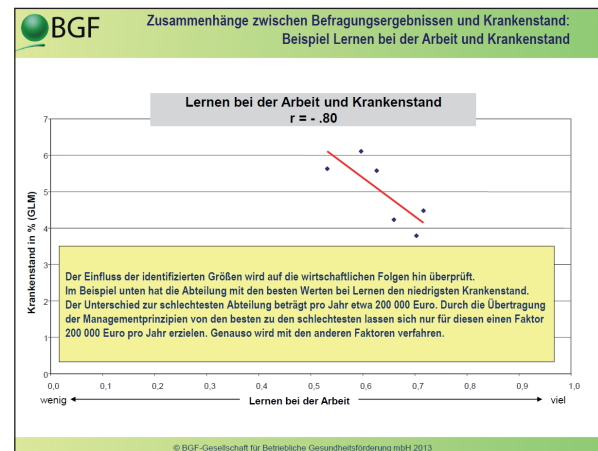 BGF
Zusammenhänge zwischen Befragungsergebnissen und Krankenstand:
Beispiel Lernen bei der Arbeit und Krankenstand
Lernen bei der Arbeit und Krankenstand
r = - .80
7
6
5
4
3
2
1
0
Krankenstand in % (GLM)
Der Einfluss der identifizierten Größen wird auf die wirtschaftlichen Folgen hin überprüft.
Im Beispiel unten hat die Abteilung mit den besten Werten bei Lernen den niedrigsten Krankenstand.
Der Unterschied zur schlechtesten Abteilung beträgt pro Jahr etwa 200 000 Euro. Durch die Übertragung
der Managementprinzipien von den besten zu den schlechtesten lassen sich nur für diesen einen Faktor
200 000 Euro pro Jahr erzielen. Genauso wird mit den anderen Faktoren verfahren.
0,0 0,1 0,2 0,3 0,4 0,5 0,6 0,7 0,8 0,9 1,0
wenig Lernen bei der Arbeit viel
© BGF-Gesellschaft für Betriebliche Gesundheitsförderung mbH 2013